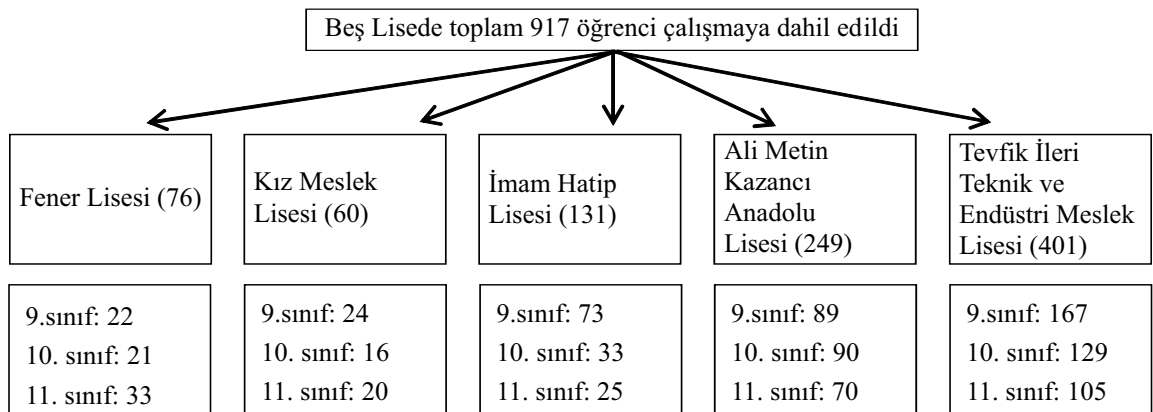 Beş Lisede toplam 917 öğrenci çalışmaya dahil edildi
Fener Lisesi (76)
Kız Meslek
Lisesi (60)
İmam Hatip
Lisesi (131)
Ali Metin
Kazancı
Anadolu
Lisesi (249)
Tevfik İleri
Teknik ve
Endüstri Meslek
Lisesi (401)
9.sınıf: 22
10. sınıf: 21
11. sınıf: 33
9.sınıf: 24
10. sınıf: 16
11. sınıf: 20
9.sınıf: 73
10. sınıf: 33
11. sınıf: 25
9.sınıf: 89
10. sınıf: 90
11. sınıf: 70
9.sınıf: 167
10. sınıf: 129
11. sınıf: 105